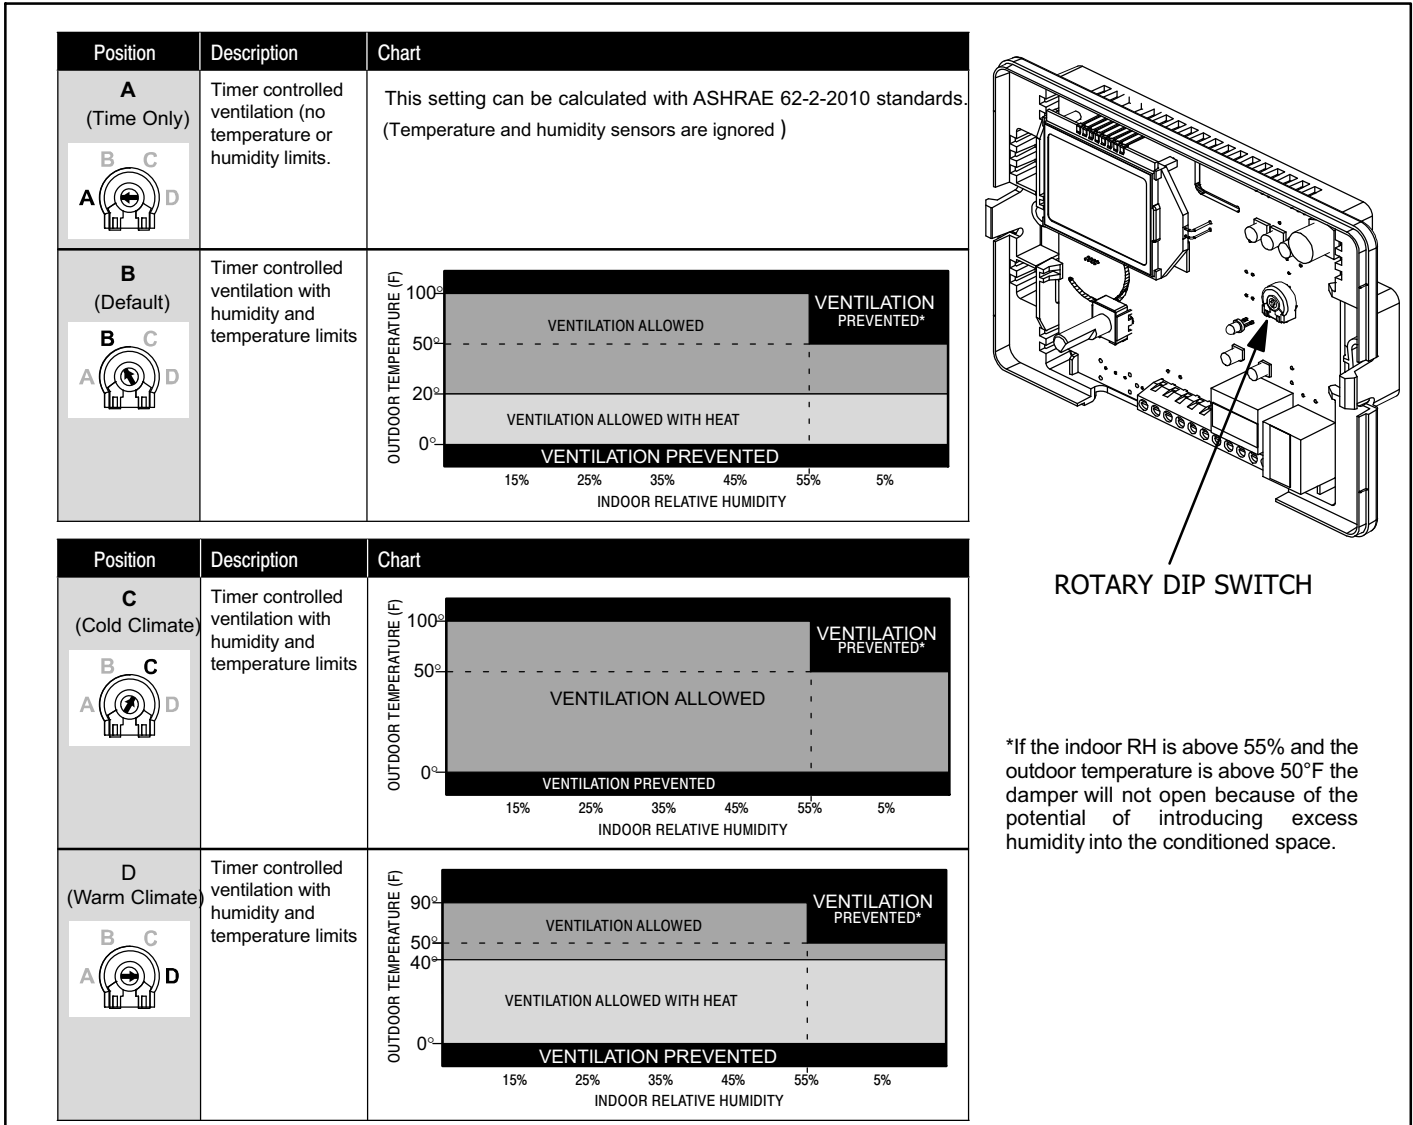 Position Description Chart
A
(Time Only)
B C
A D
Timer controlled
ventilation (no
temperature or
humidity limits.
This setting can be calculated with ASHRAE 62-2-2010 standards.
(Temperature and humidity sensors are ignored )
B
(Default)
B C
A D
Timer controlled
ventilation with
humidity and
temperature limits
OUTDOOR TEMPERATURE (F)
100°
50°
20°
0°
VENTILATION ALLOWED
VENTILATION
PREVENTED*
VENTILATION ALLOWED WITH HEAT
VENTILATION PREVENTED
15% 25% 35% 45% 55% 5%
INDOOR RELATIVE HUMIDITY
Position Description Chart
C
(Cold Climate)
B C
A D
Timer controlled
ventilation with
humidity and
temperature limits
OUTDOOR TEMPERATURE (F)
100°
50°
0°
VENTILATION
PREVENTED*
VENTILATION ALLOWED
VENTILATION PREVENTED
15% 25% 35% 45% 55% 5%
INDOOR RELATIVE HUMIDITY
D
(Warm Climate)
B C
A D
Timer controlled
ventilation with
humidity and
temperature limits
OUTDOOR TEMPERATURE (F)
90°
50°
40°
0°
VENTILATION ALLOWED
VENTILATION
PREVENTED*
VENTILATION ALLOWED WITH HEAT
VENTILATION PREVENTED
15% 25% 35% 45% 55% 5%
INDOOR RELATIVE HUMIDITY
ROTARY DIP SWITCH
*If the indoor RH is above 55% and the
outdoor temperature is above 50°F the
damper will not open because of the
potential of introducing excess
humidity into the conditioned space.